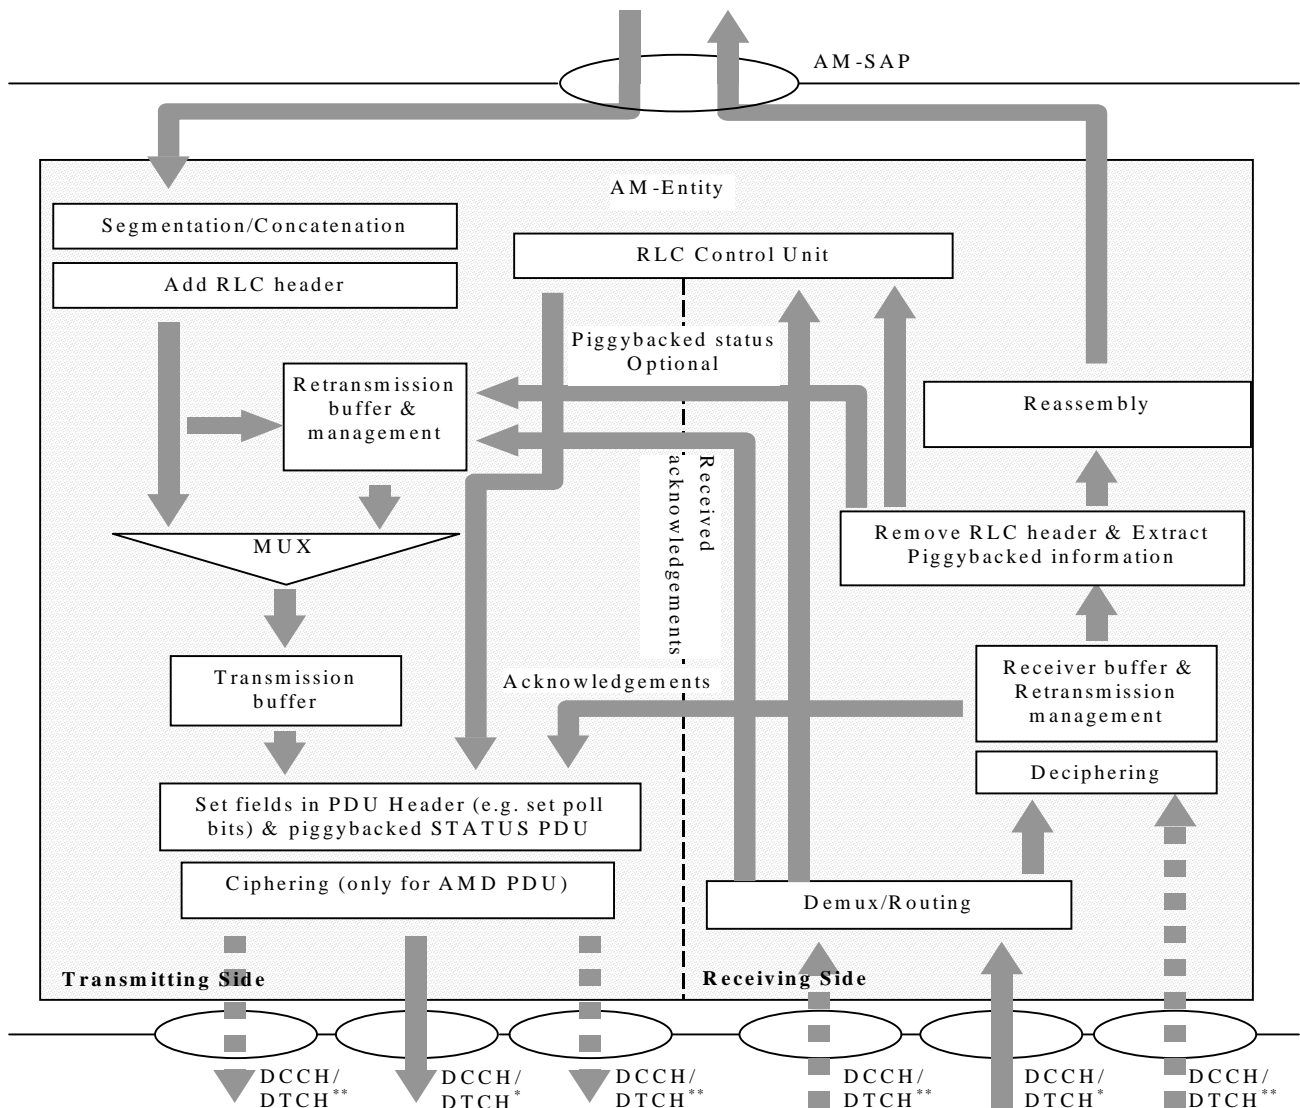 AM-SAP
AM-Entity
Segmentation/Concatenation
RLC Control Unit
Add RLC header
Piggybacked status
Optional
Retransmission
buffer &
management
Reassembly
Received
acknowledgements
MUX
Remove RLC header & Extract
Piggybacked information
Transmission
buffer
Acknowledgements
Receiver buffer &
Retransmission
management
Deciphering
Set fields in PDU Header (e.g. set poll
bits) & piggybacked STATUS PDU
Ciphering (only for AMD PDU)
Demux/Routing
Transmitting Side
Receiving Side
DCCH/
DTCH**
DCCH/
DTCH*
DCCH/
DTCH**
DCCH/
DTCH**
DCCH/
DTCH*
DCCH/
DTCH**